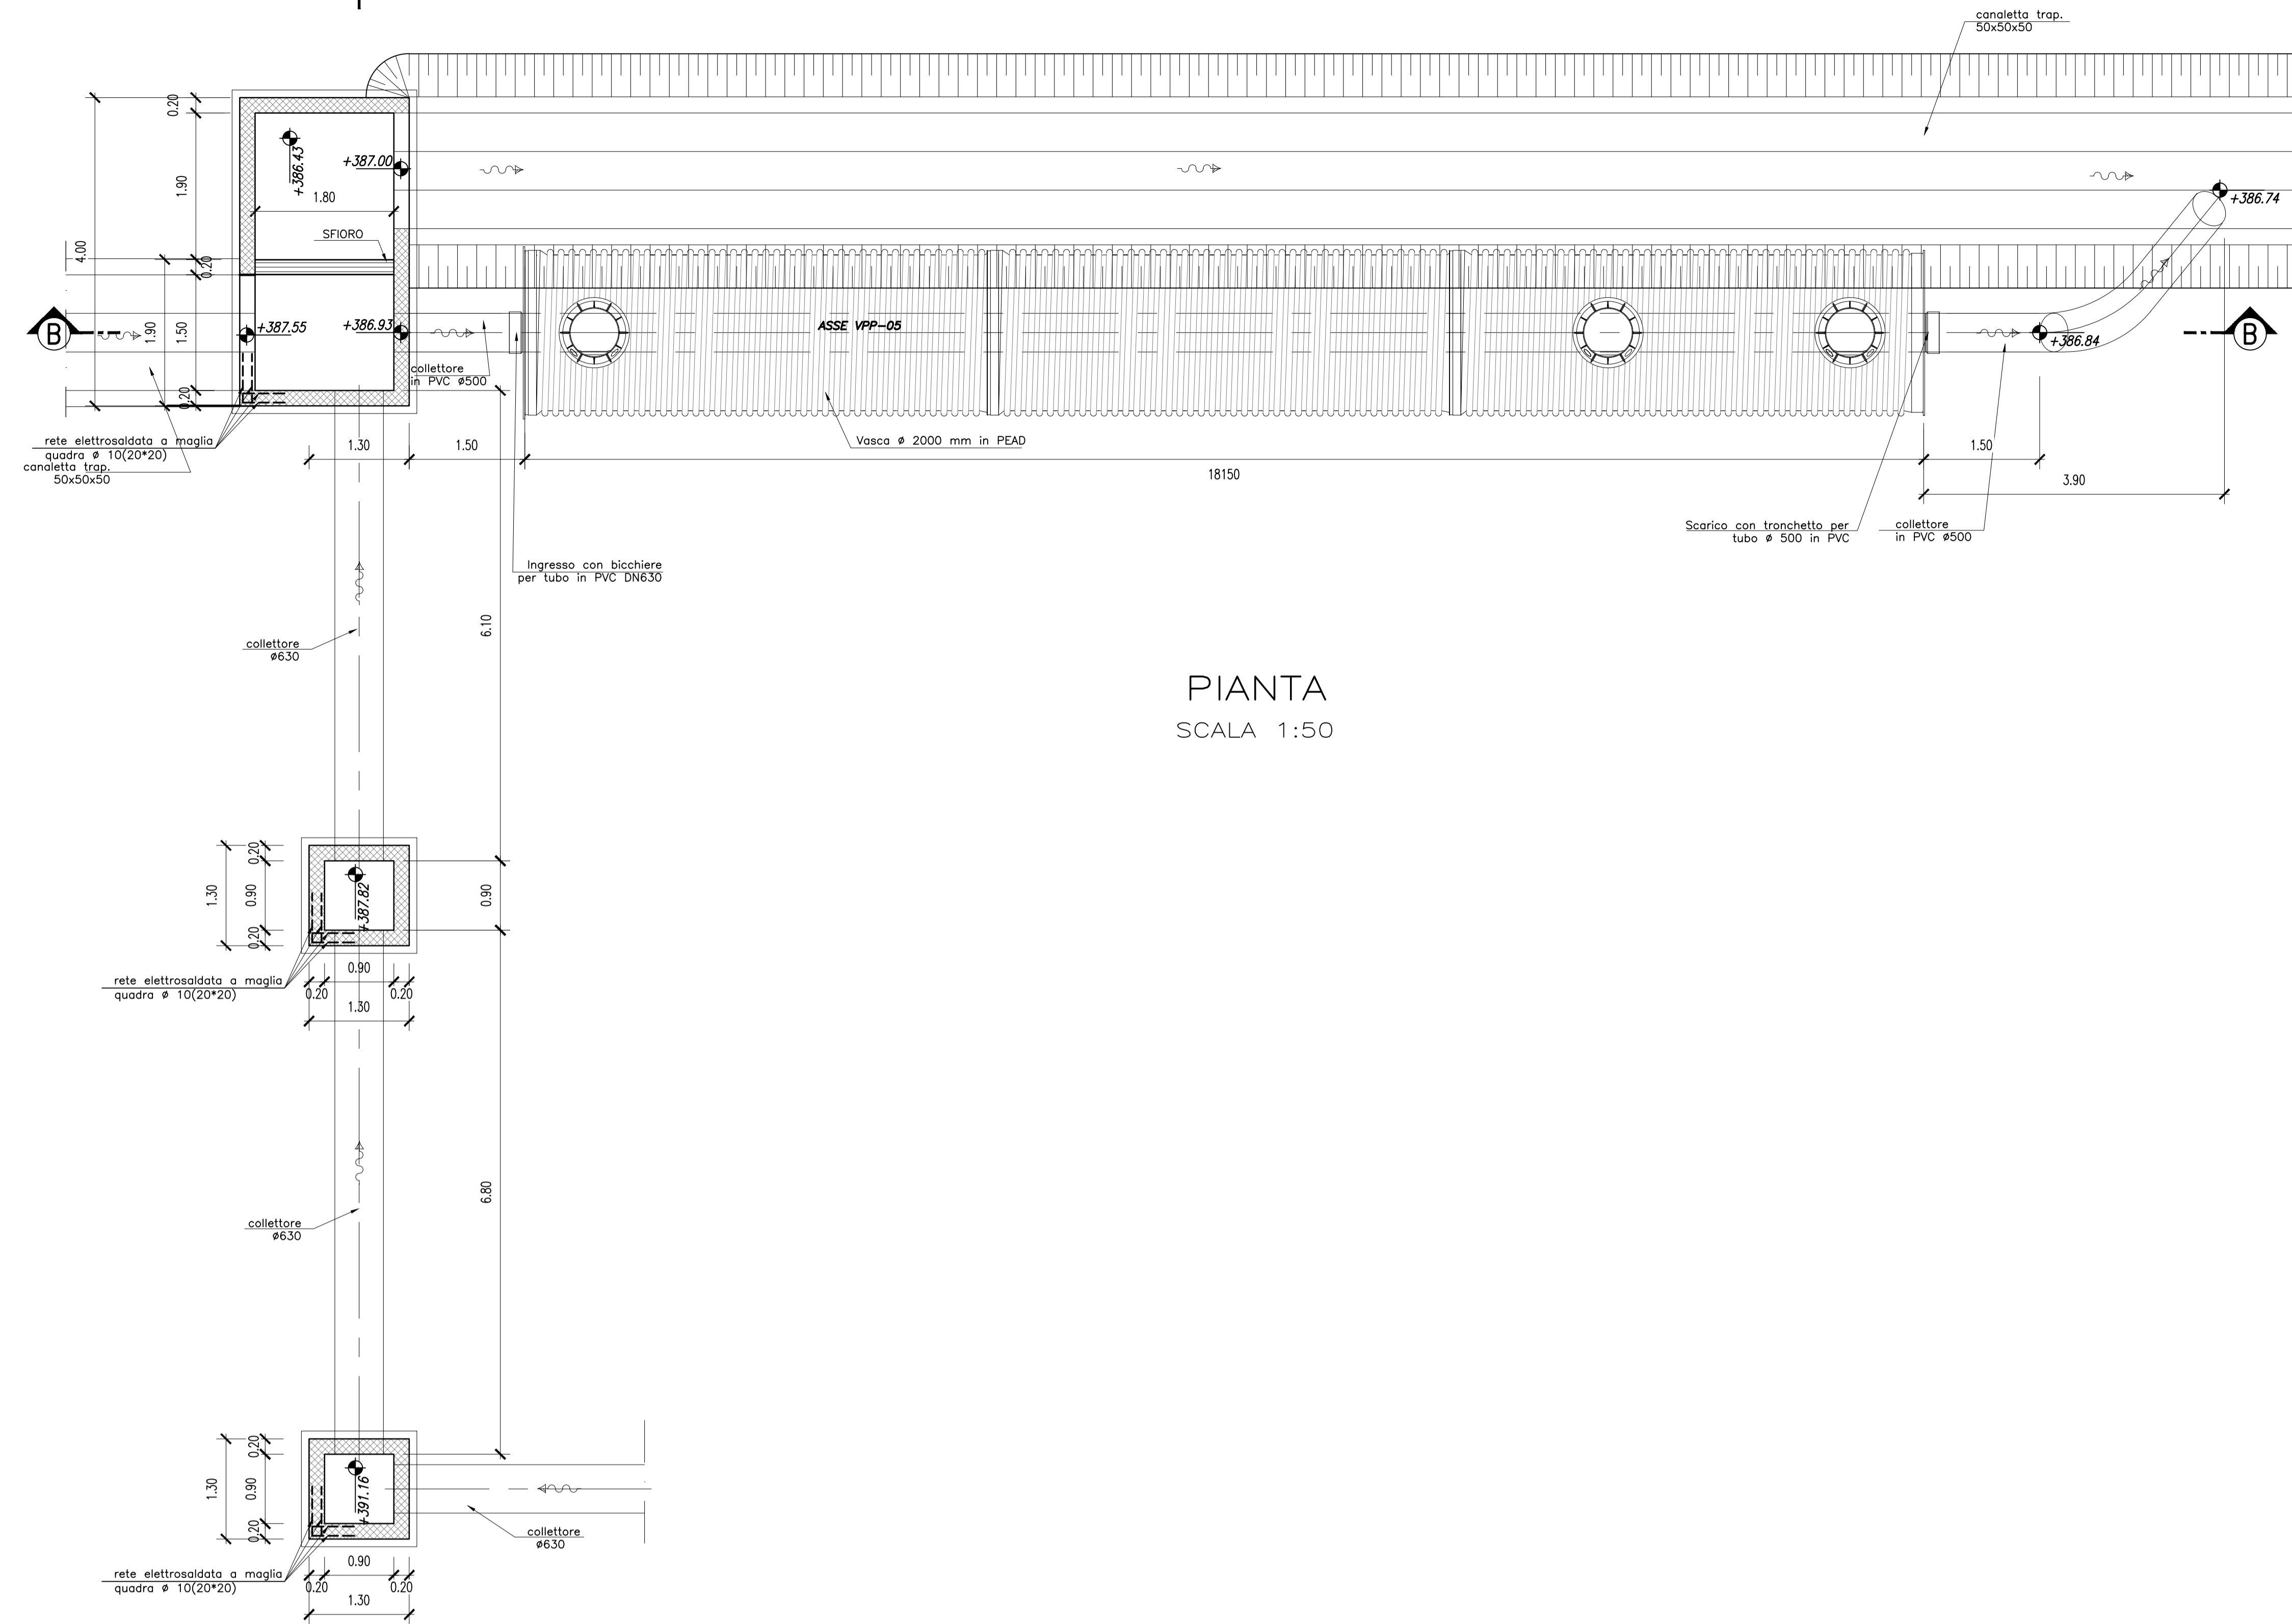 canaletta trap.
50x50x50
0.20
1.90
4.00
0.20
1.90
1.50
0.20
+386.43
+387.00
1.80
SFIORO
+387.55
+386.93
B
ASSE VPP-05
collettore
in PVC ø500
+386.74
+386.84
B
rete elettrosaldata a maglia
quadra ø 10(20*20)
canaletta trap.
50x50x50
1.30
1.50
Vasca ø 2000 mm in PEAD
18150
1.50
3.90
Scarico con tronchetto per
tubo ø 500 in PVC
collettore
in PVC ø500
Ingresso con bicchiere
per tubo in PVC DN630
collettore
ø630
6.10
PIANTA
SCALA 1:50
0.20
1.30
0.90
0.20
+387.82
0.90
rete elettrosaldata a maglia
quadra ø 10(20*20)
0.90
0.20
0.20
1.30
6.80
collettore
ø630
0.20
1.30
0.90
0.20
+391.16
collettore
ø630
rete elettrosaldata a maglia
quadra ø 10(20*20)
0.90
0.20
0.20
1.30